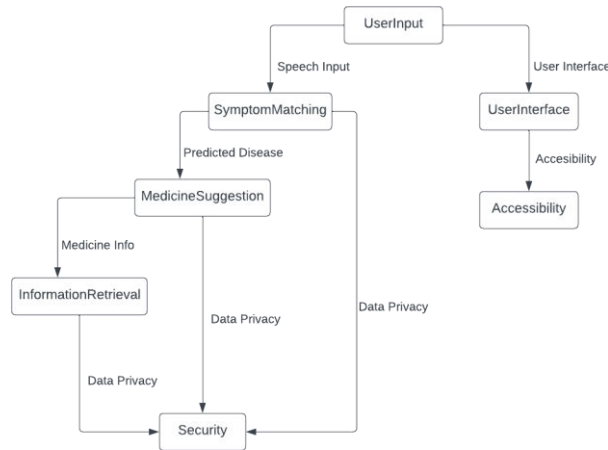 UserInput
Speech Input
User Interface
SymptomMatching
UserInterface
Predicted Disease
Accesibility
MedicineSuggestion
Accessibility
Medicine Info
InformationRetrieval
Data Privacy
Data Privacy
Data Privacy
Security